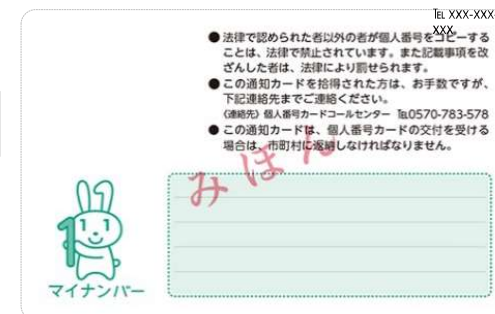 TEL XXX-XXX
XXX
● 法律で認められた者以外の者が個人番号をコピーする
ことは、法律で禁止されています。また記載事項を改
ざんした者は、法律により罰せられます。
● この通知カードを拾得された方は、お手数ですが、
下記連絡先までご連絡ください。
《連絡先》 個人番号カードコールセンター ℡0570-783-578
● この通知カードは、個人番号カードの交付を受ける
場合は、市町村に返納しなければなりません。
みほん
1
マイナンバー